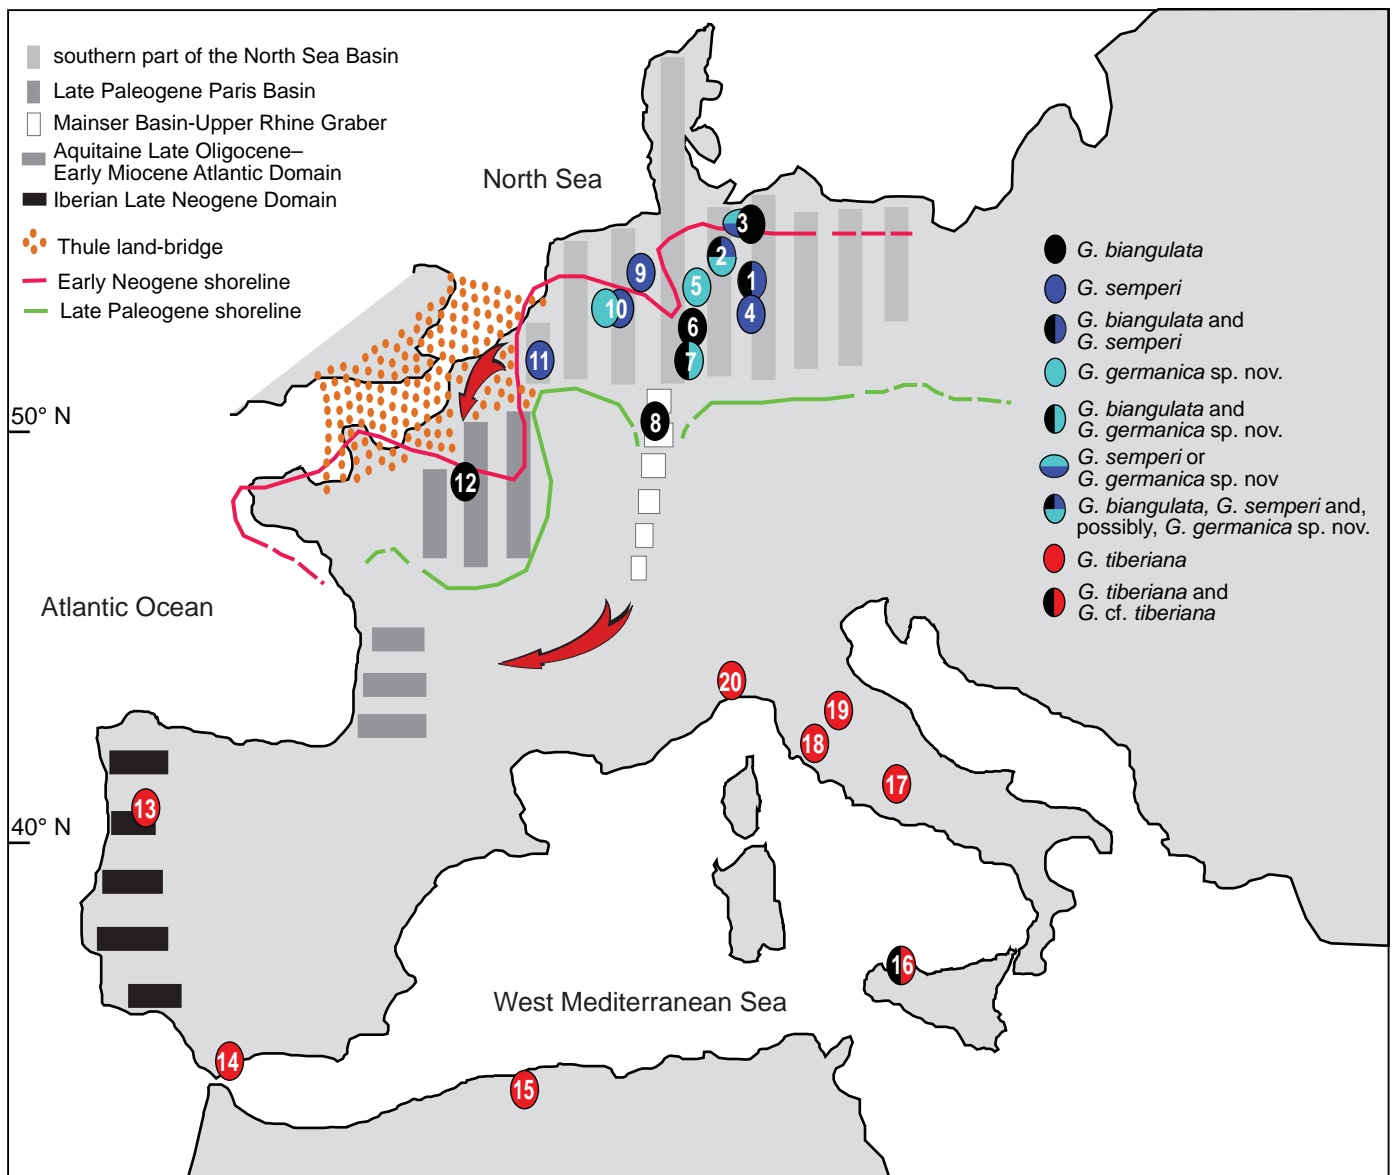 southern part of the North Sea Basin
Late Paleogene Paris Basin
Mainser Basin-Upper Rhine Graber
Aquitaine Late Oligocene–
Early Miocene Atlantic Domain
Iberian Late Neogene Domain
Thule land-bridge
Early Neogene shoreline
Late Paleogene shoreline
North Sea
3
2
1
9
5
10
4
6
11
7
8
12
50° N
G. biangulata
G. semperi
G. biangulata and
G. semperi
G. germanica sp. nov.
G. biangulata and
G. germanica sp. nov.
G. semperi or
G. germanica sp. nov
G. biangulata, G. semperi and,
possibly, G. germanica sp. nov.
G. tiberiana
G. tiberiana and
G. cf. tiberiana
Atlantic Ocean
20
19
18
17
13
40° N
16
West Mediterranean Sea
14
15